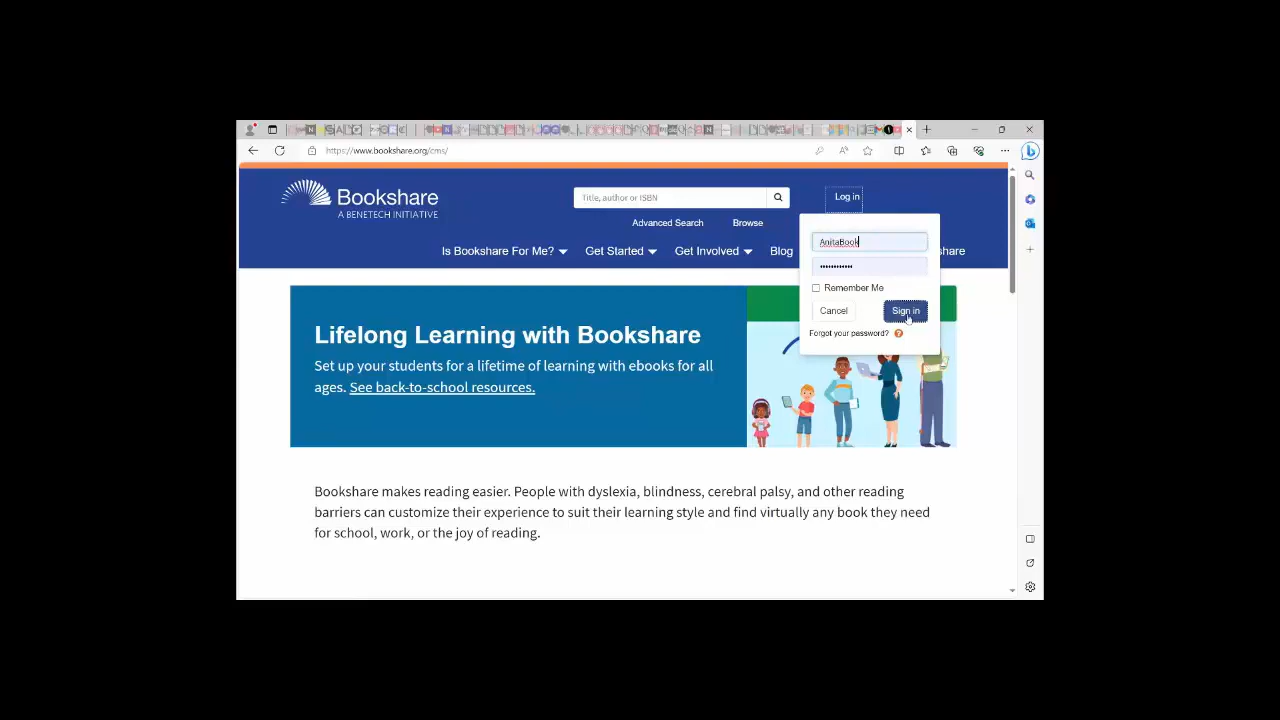 https://www.bookshare.org/cms/
Bookshare
A BENETECH INITIATIVE
Title, author or ISBN
Log in
Advanced Search
Browse
Is Bookshare For Me?
Get Started
Get Involved
Blog
share
AnitaBook
••••••••••••
Remember Me
Cancel
Sign in
Forgot your password? ?
Lifelong Learning with Bookshare
Set up your students for a lifetime of learning with ebooks for all
ages. See back-to-school resources.
Bookshare makes reading easier. People with dyslexia, blindness, cerebral palsy, and other reading
barriers can customize their experience to suit their learning style and find virtually any book they need
for school, work, or the joy of reading.